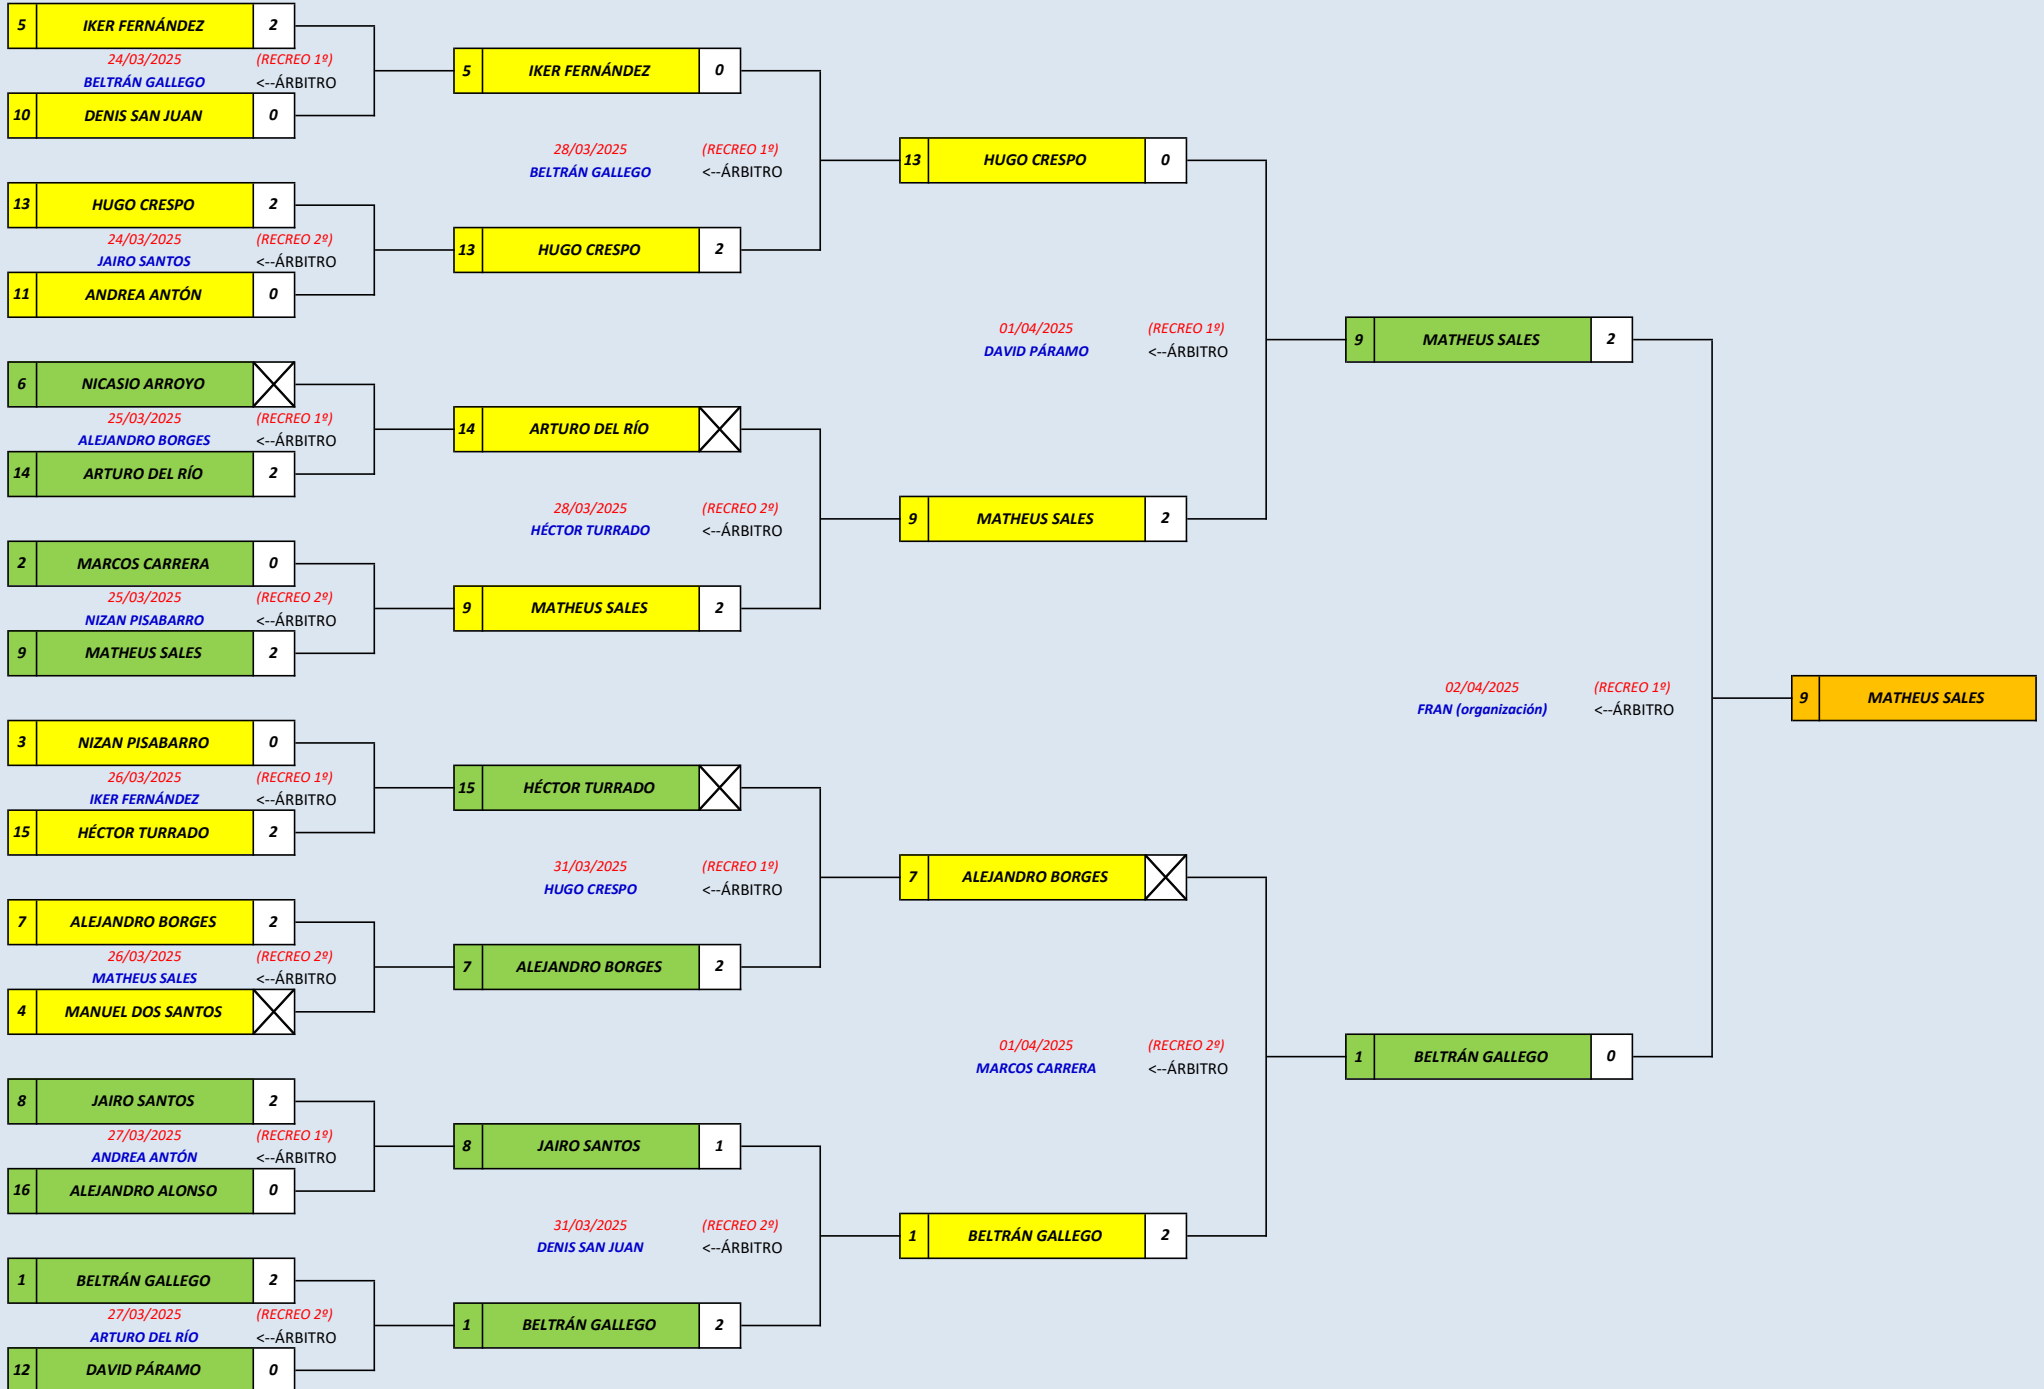 5 IKER FERNÁNDEZ 2
24/03/2025 (RECREO 1º)
BELTRÁN GALLEGO <--ÁRBITRO
10 DENIS SAN JUAN 0
13 HUGO CRESPO 2
24/03/2025 (RECREO 2º)
JAIRO SANTOS <--ÁRBITRO
11 ANDREA ANTÓN 0
6 NICASIO ARROYO
25/03/2025 (RECREO 1º)
ALEJANDRO BORGES <--ÁRBITRO
14 ARTURO DEL RÍO 2
2 MARCOS CARRERA 0
25/03/2025 (RECREO 2º)
NIZAN PISABARRO <--ÁRBITRO
9 MATHEUS SALES 2
3 NIZAN PISABARRO 0
26/03/2025 (RECREO 1º)
IKER FERNÁNDEZ <--ÁRBITRO
15 HÉCTOR TURRADO 2
7 ALEJANDRO BORGES 2
26/03/2025 (RECREO 2º)
MATHEUS SALES <--ÁRBITRO
4 MANUEL DOS SANTOS
8 JAIRO SANTOS 2
27/03/2025 (RECREO 1º)
ANDREA ANTÓN <--ÁRBITRO
16 ALEJANDRO ALONSO 0
1 BELTRÁN GALLEGO 2
27/03/2025 (RECREO 2º)
ARTURO DEL RÍO <--ÁRBITRO
12 DAVID PÁRAMO 0
5 IKER FERNÁNDEZ 0
28/03/2025 (RECREO 1º)
BELTRÁN GALLEGO <--ÁRBITRO
13 HUGO CRESPO 2
14 ARTURO DEL RÍO
28/03/2025 (RECREO 2º)
HÉCTOR TURRADO <--ÁRBITRO
9 MATHEUS SALES 2
15 HÉCTOR TURRADO
31/03/2025 (RECREO 1º)
HUGO CRESPO <--ÁRBITRO
7 ALEJANDRO BORGES 2
8 JAIRO SANTOS 1
31/03/2025 (RECREO 2º)
DENIS SAN JUAN <--ÁRBITRO
1 BELTRÁN GALLEGO 2
13 HUGO CRESPO 0
01/04/2025 (RECREO 1º)
DAVID PÁRAMO <--ÁRBITRO
9 MATHEUS SALES 2
7 ALEJANDRO BORGES
01/04/2025 (RECREO 2º)
MARCOS CARRERA <--ÁRBITRO
1 BELTRÁN GALLEGO 2
9 MATHEUS SALES 2
02/04/2025 (RECREO 1º)
FRAN (organización) <--ÁRBITRO
1 BELTRÁN GALLEGO 0
9 MATHEUS SALES